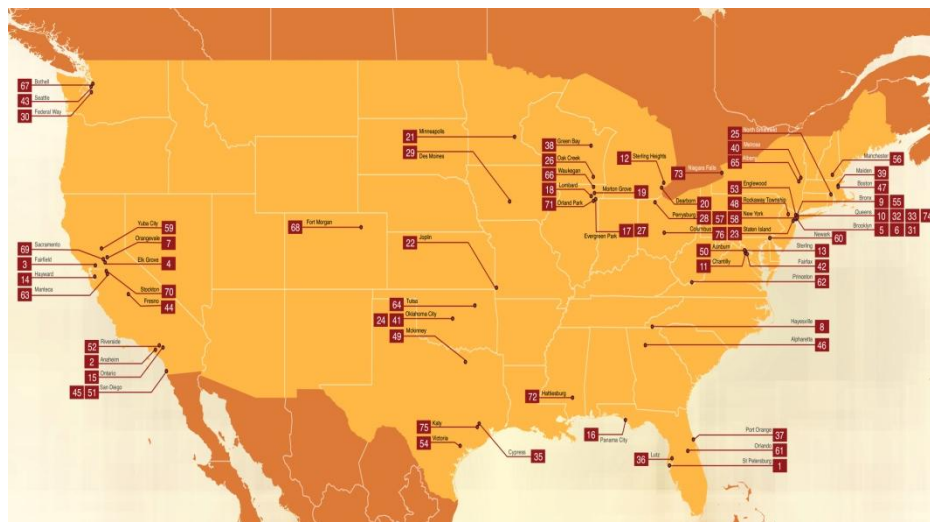 67 Bothell
43 Seattle
30 Federal Way
21 Minneapolis
29 Des Moines
38 Green Bay
26 Oak Creek
66 Waukegan
18 Lombard
71 Orland Park
Morton Grove 19
Evergreen Park 17 27
12 Sterling Heights
73 Niagara Falls
Dearborn 20
Perrysburg 28 57
Columbus 76 23
25
40 Melrose
65 Albany
Manchester 56
Malden 39
Boston 47
53 Englewood
48 Rockaway Township
58 New York
Staten Island
Bronx 9 55
Queens 10 32 33 74
Brooklyn 5 6 31
Newark 60
50
11 Chantilly
Sterling 13
Fairfax 42
Princeton 62
68 Fort Morgan
22 Joplin
Yuba City 59
Orangevale 7
Elk Grove 4
69 Sacramento
3 Fairfield
14 Hayward
63 Manteca
Stockton 70
Fresno 44
52 Riverside
2 Anaheim
15 Ontario
45 51 San Diego
64 Tulsa
24 41 Oklahoma City
49 Mckinney
Hayesville 8
Alpharetta 46
72 Hattiesburg
16 Panama City
75 Katy
54 Victoria
Cypress 35
Port Orange 37
Orlando 61
36 Lutz
St Petersburg 1